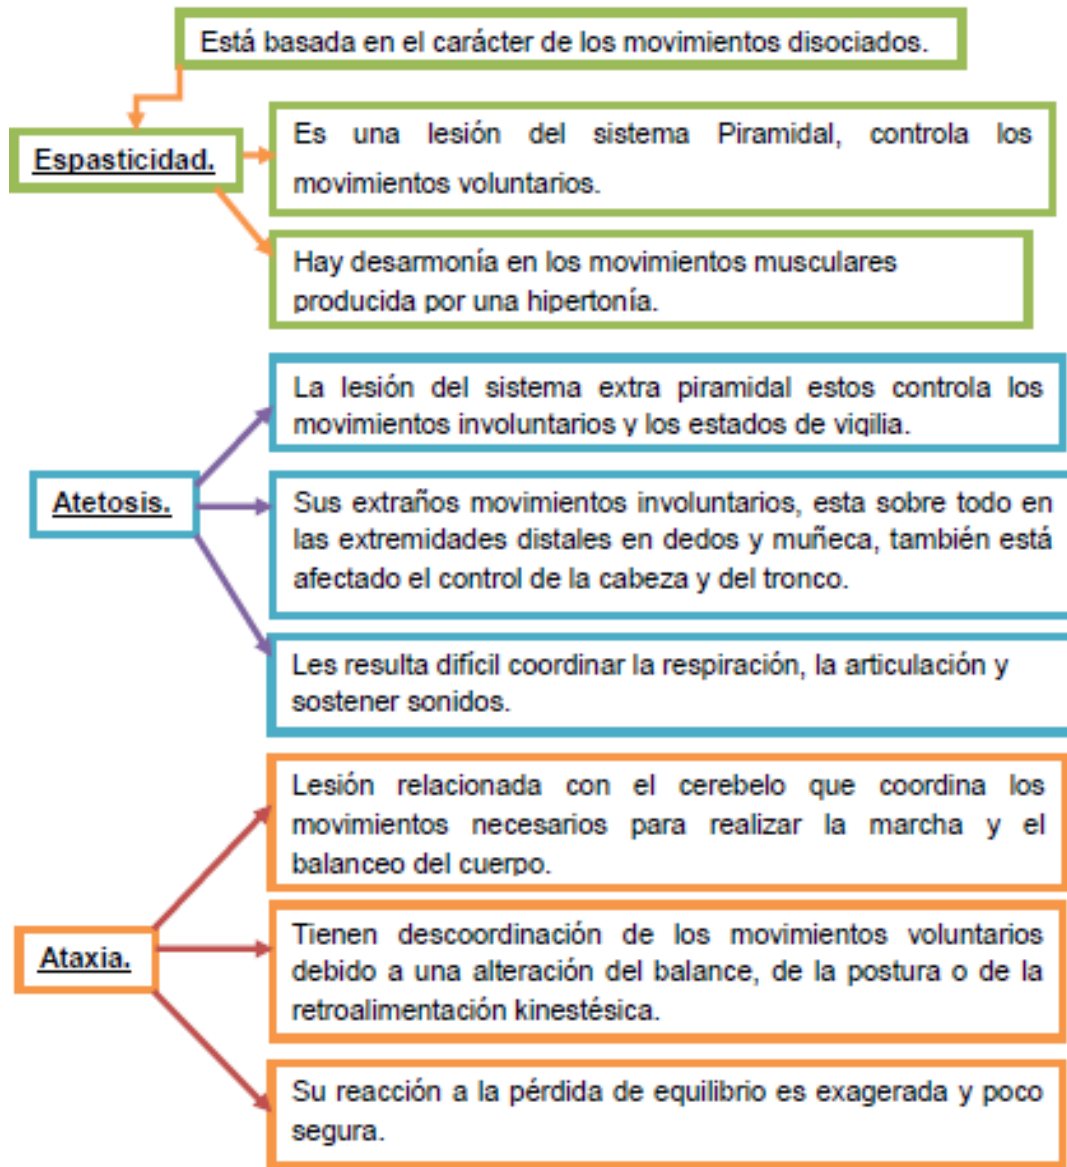 Está basada en el carácter de los movimientos disociados.
Espasticidad.
Es una lesión del sistema Piramidal, controla los
movimientos voluntarios.
Hay desarmonía en los movimientos musculares
producida por una hipertonía.
Atetosis.
La lesión del sistema extra piramidal estos controla los
movimientos involuntarios y los estados de vigilia.
Sus extraños movimientos involuntarios, esta sobre todo en
las extremidades distales en dedos y muñeca, también está
afectado el control de la cabeza y del tronco.
Les resulta difícil coordinar la respiración, la articulación y
sostener sonidos.
Ataxia.
Lesión relacionada con el cerebelo que coordina los
movimientos necesarios para realizar la marcha y el
balanceo del cuerpo.
Tienen descoordinación de los movimientos voluntarios
debido a una alteración del balance, de la postura o de la
retroalimentación kinestésica.
Su reacción a la pérdida de equilibrio es exagerada y poco
segura.